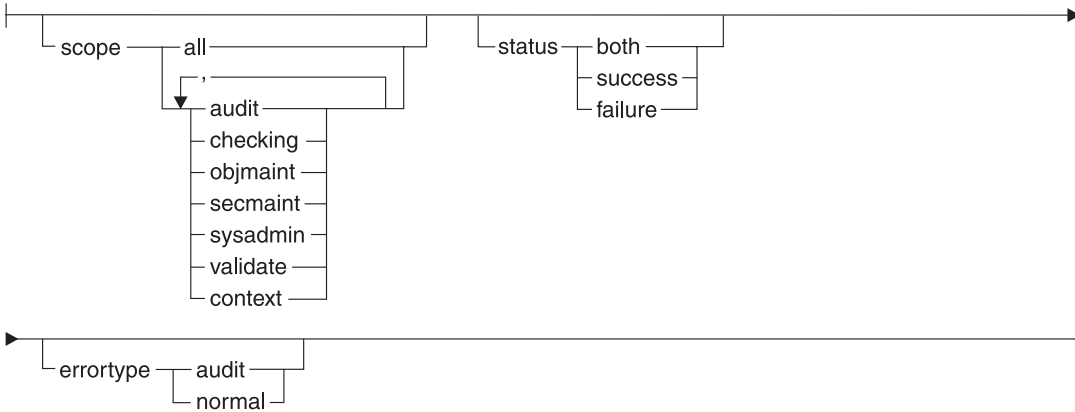 scope all status both
, success
audit failure
checking
objmaint
secmaint
sysadmin
validate
context
errortype audit
normal